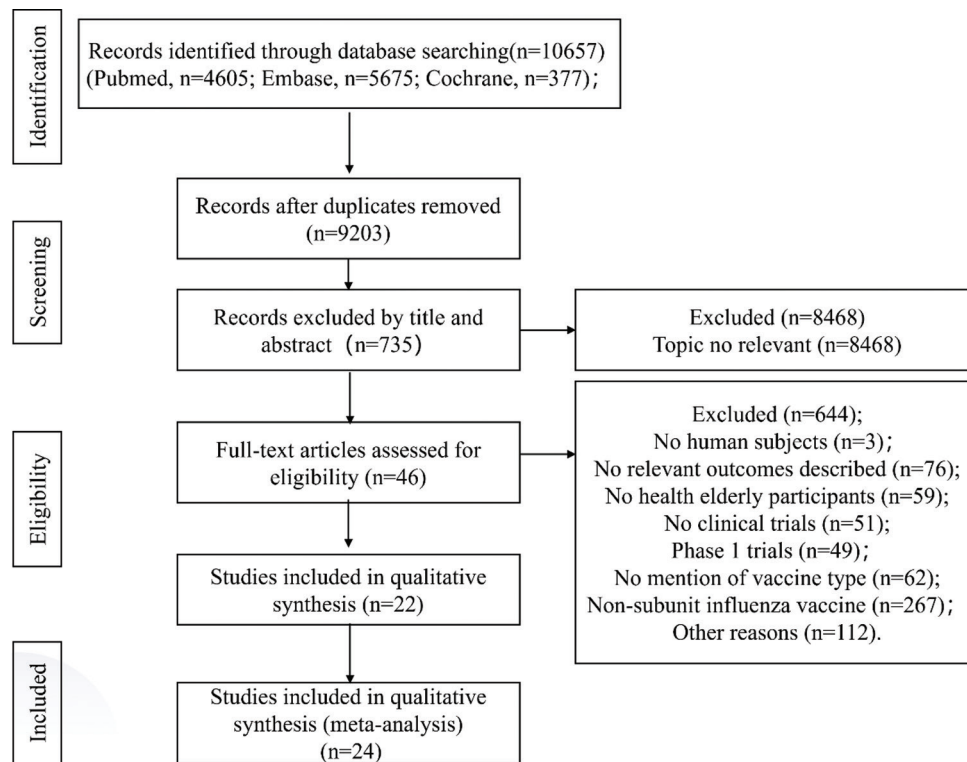 Identification
Records identified through database searching(n=10657)
(Pubmed, n=4605; Embase, n=5675; Cochrane, n=377);
Screening
Records after duplicates removed
(n=9203)
Records excluded by title and
abstract (n=735)
Excluded (n=8468)
Topic no relevant (n=8468)
Eligibility
Full-text articles assessed for
eligibility (n=46)
Excluded (n=644);
No human subjects (n=3);
No relevant outcomes described (n=76);
No health elderly participants (n=59);
No clinical trials (n=51);
Phase 1 trials (n=49);
No mention of vaccine type (n=62);
Non-subunit influenza vaccine (n=267);
Other reasons (n=112).
Studies included in qualitative
synthesis (n=22)
Included
Studies included in qualitative
synthesis (meta-analysis)
(n=24)